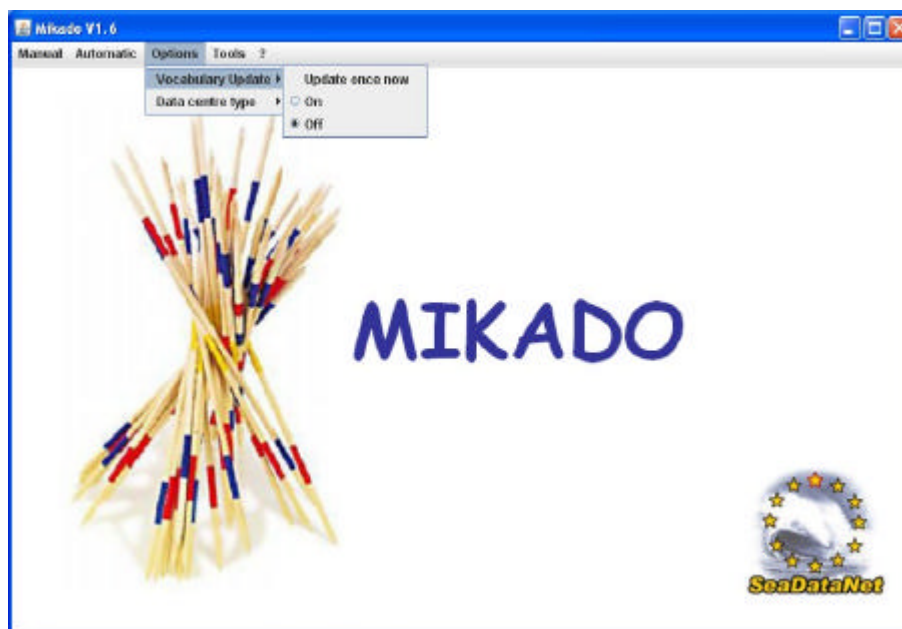 Mikado V1.6
Manual Automatic Options Tools ?
Vocabulary Update Update once now
Data centre type On
Off
MIKADO
SeaDataNet